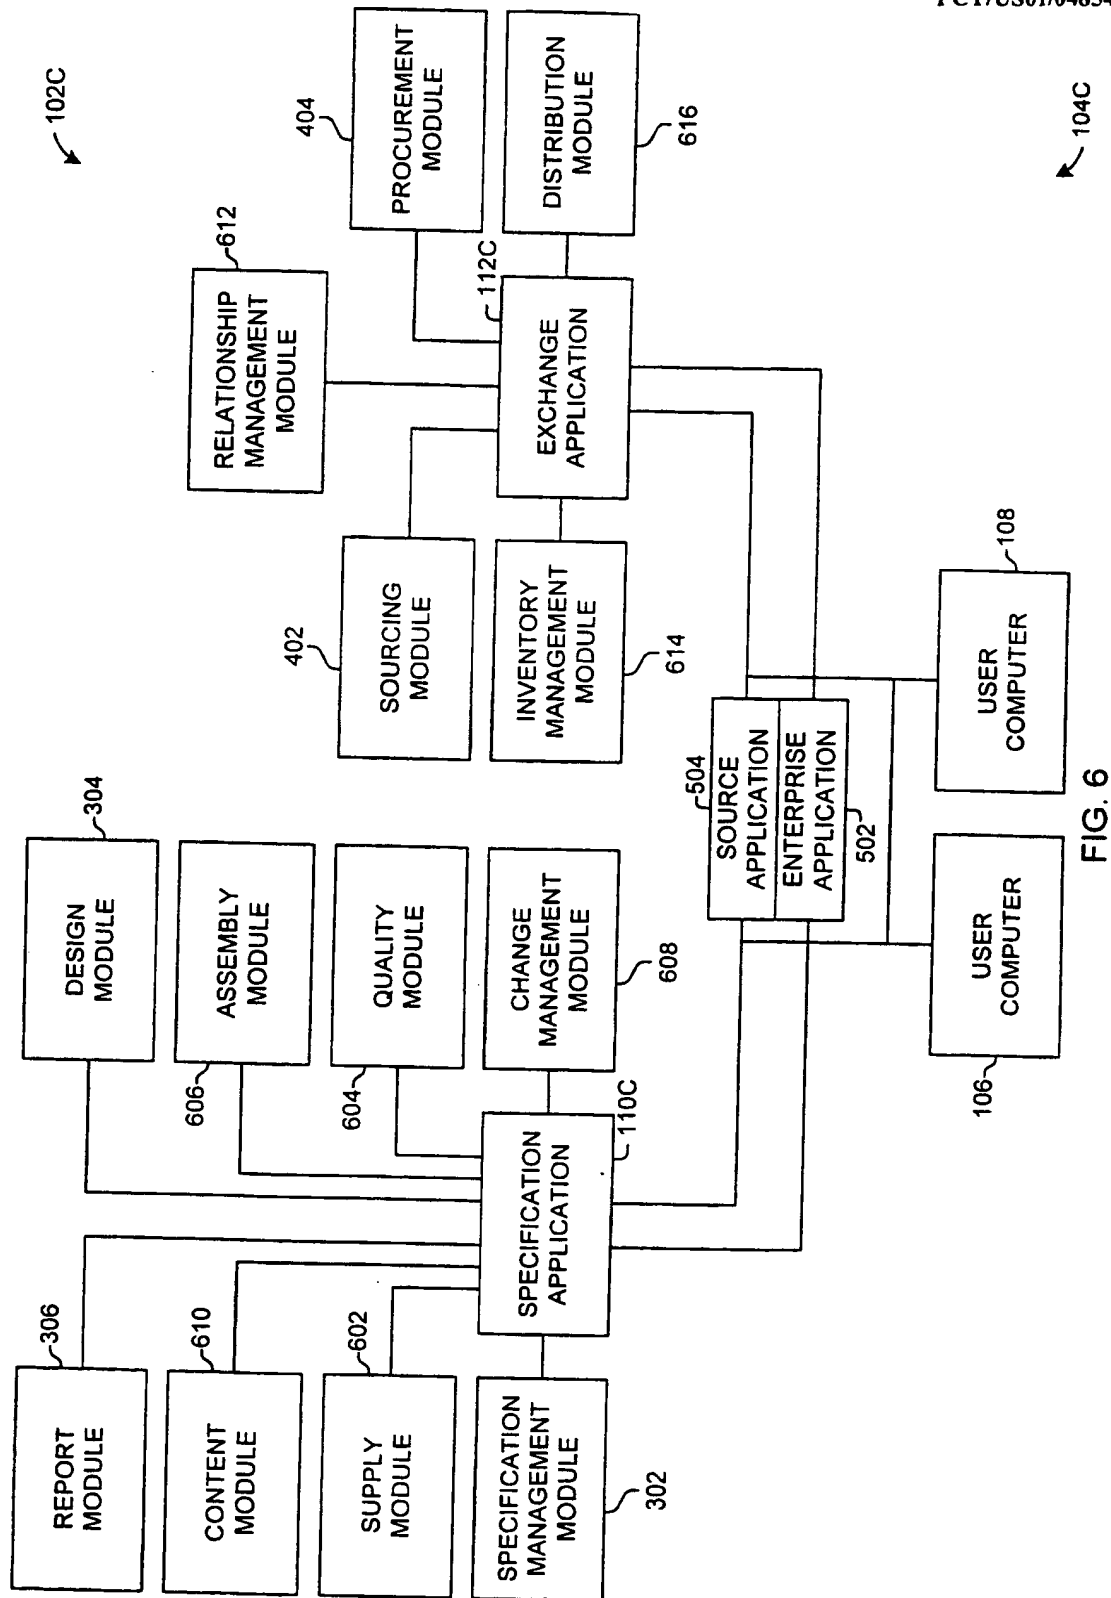 PCT/US01/04834
102C
306
REPORT
MODULE
304
DESIGN
MODULE
610
CONTENT
MODULE
606
ASSEMBLY
MODULE
612
RELATIONSHIP
MANAGEMENT
MODULE
602
SUPPLY
MODULE
604
QUALITY
MODULE
402
SOURCING
MODULE
404
PROCUREMENT
MODULE
SPECIFICATION
MANAGEMENT
MODULE
302
SPECIFICATION
APPLICATION
110C
CHANGE
MANAGEMENT
MODULE
608
INVENTORY
MANAGEMENT
MODULE
614
EXCHANGE
APPLICATION
112C
DISTRIBUTION
MODULE
616
504
SOURCE
APPLICATION
ENTERPRISE
APPLICATION
502
USER
COMPUTER
106
USER
COMPUTER
108
104C
FIG. 6